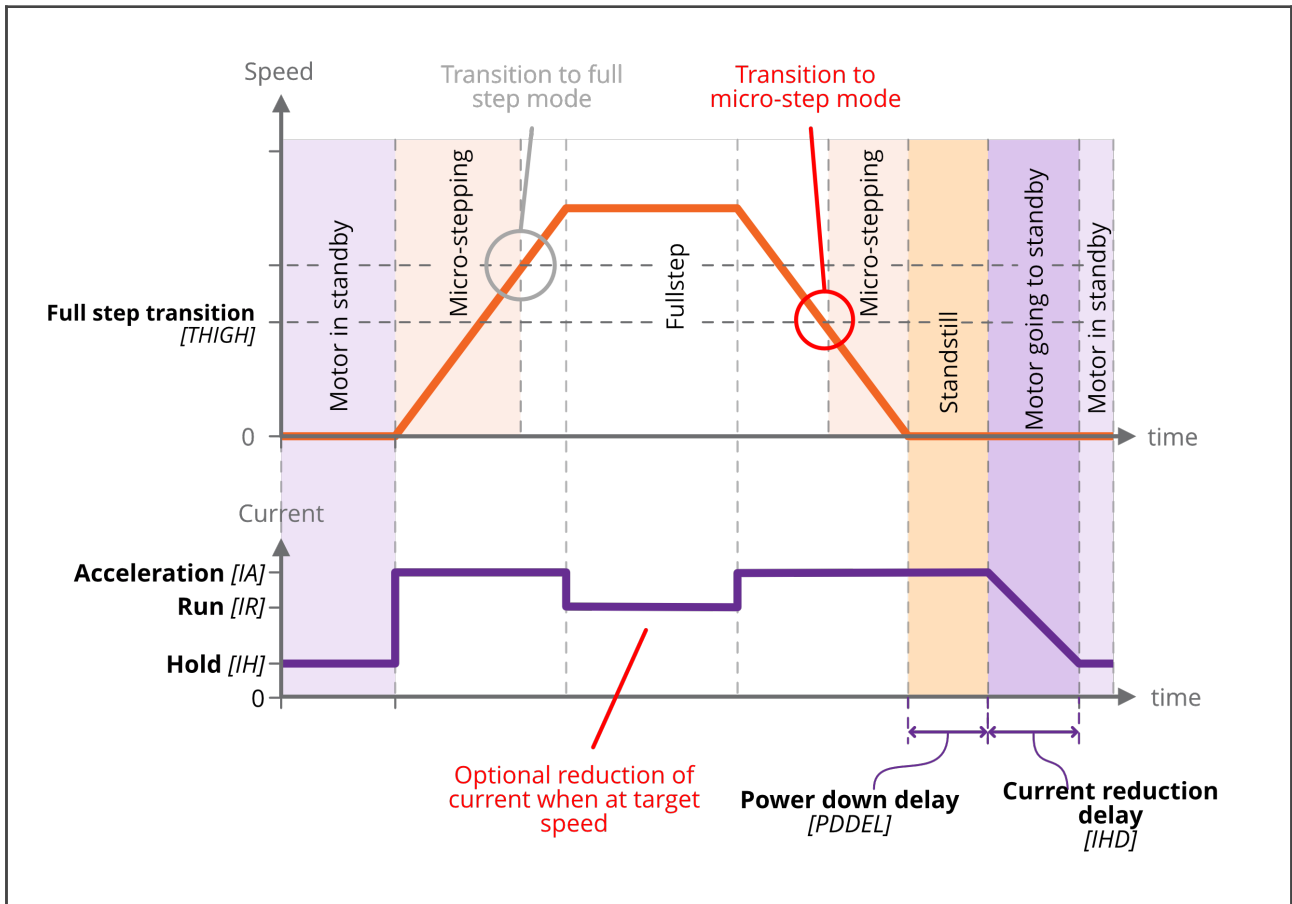 Speed
Transition to full
step mode
Transition to
micro-step mode
Motor in standby
Micro-stepping
Fullstep
Micro-stepping
Standstill
Motor going to standby
Motor in standby
Full step transition
[THIGH]
0
time
Current
Acceleration [IA]
Run [IR]
Hold [IH]
0
time
Optional reduction of
current when at target
speed
Power down delay
[PDDEL]
Current reduction
delay
[IHD]